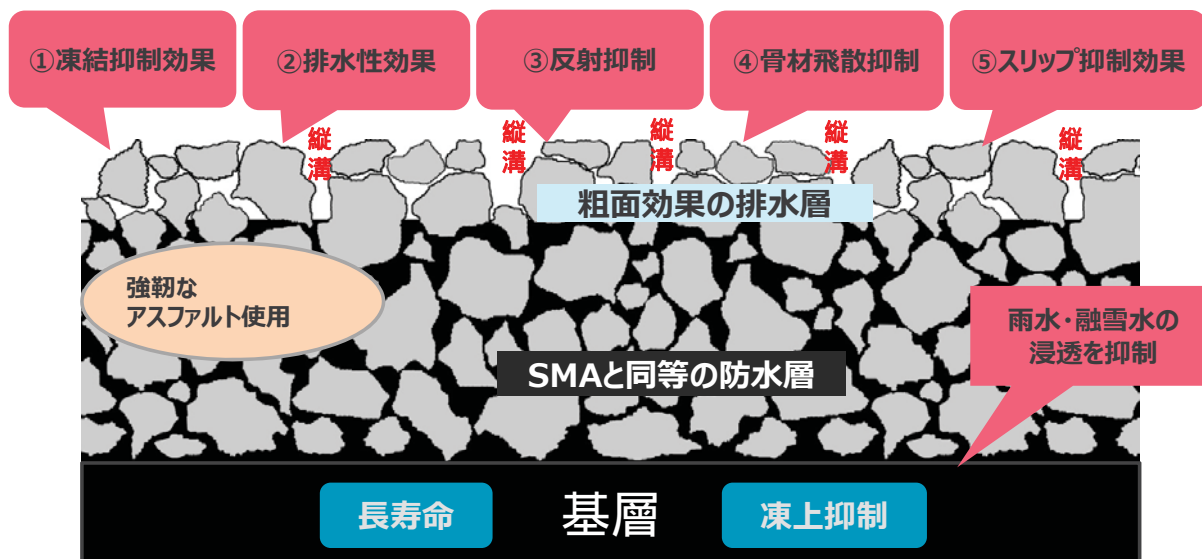 ①凍結抑制効果
②排水性効果
③反射抑制
④骨材飛散抑制
⑤スリップ抑制効果
縦溝
縦溝
縦溝
縦溝
縦溝
粗面効果の排水層
強靭な
アスファルト使用
雨水・融雪水の
浸透を抑制
SMAと同等の防水層
長寿命
基層
凍上抑制